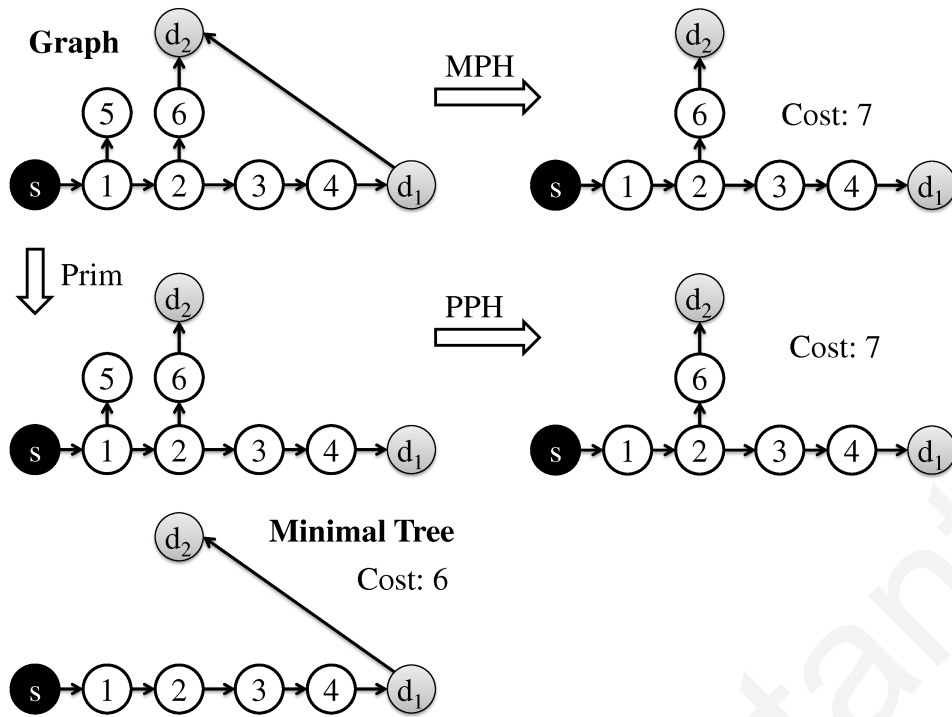 Graph
d2
MPH
d2
5
6
6
Cost: 7
s 1 2 3 4 d1
s 1 2 3 4 d1
Prim
d2
PPH
d2
5
6
6
Cost: 7
s 1 2 3 4 d1
s 1 2 3 4 d1
d2
Minimal Tree
Cost: 6
s 1 2 3 4 d1